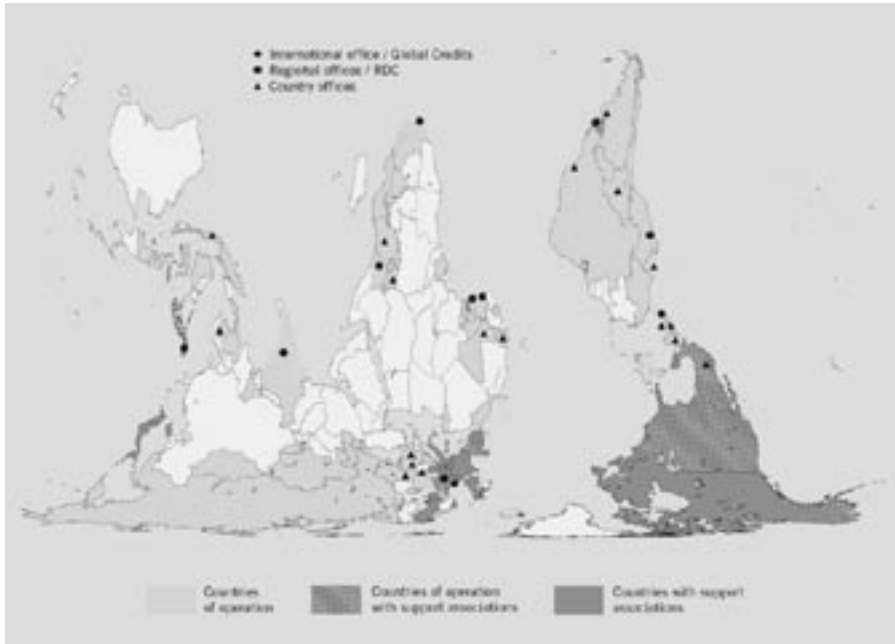 International office / Global Credits
Regional offices / RDC
Country offices
Countries
of operation
Countries of operation
with support associations
Countries with support
associations